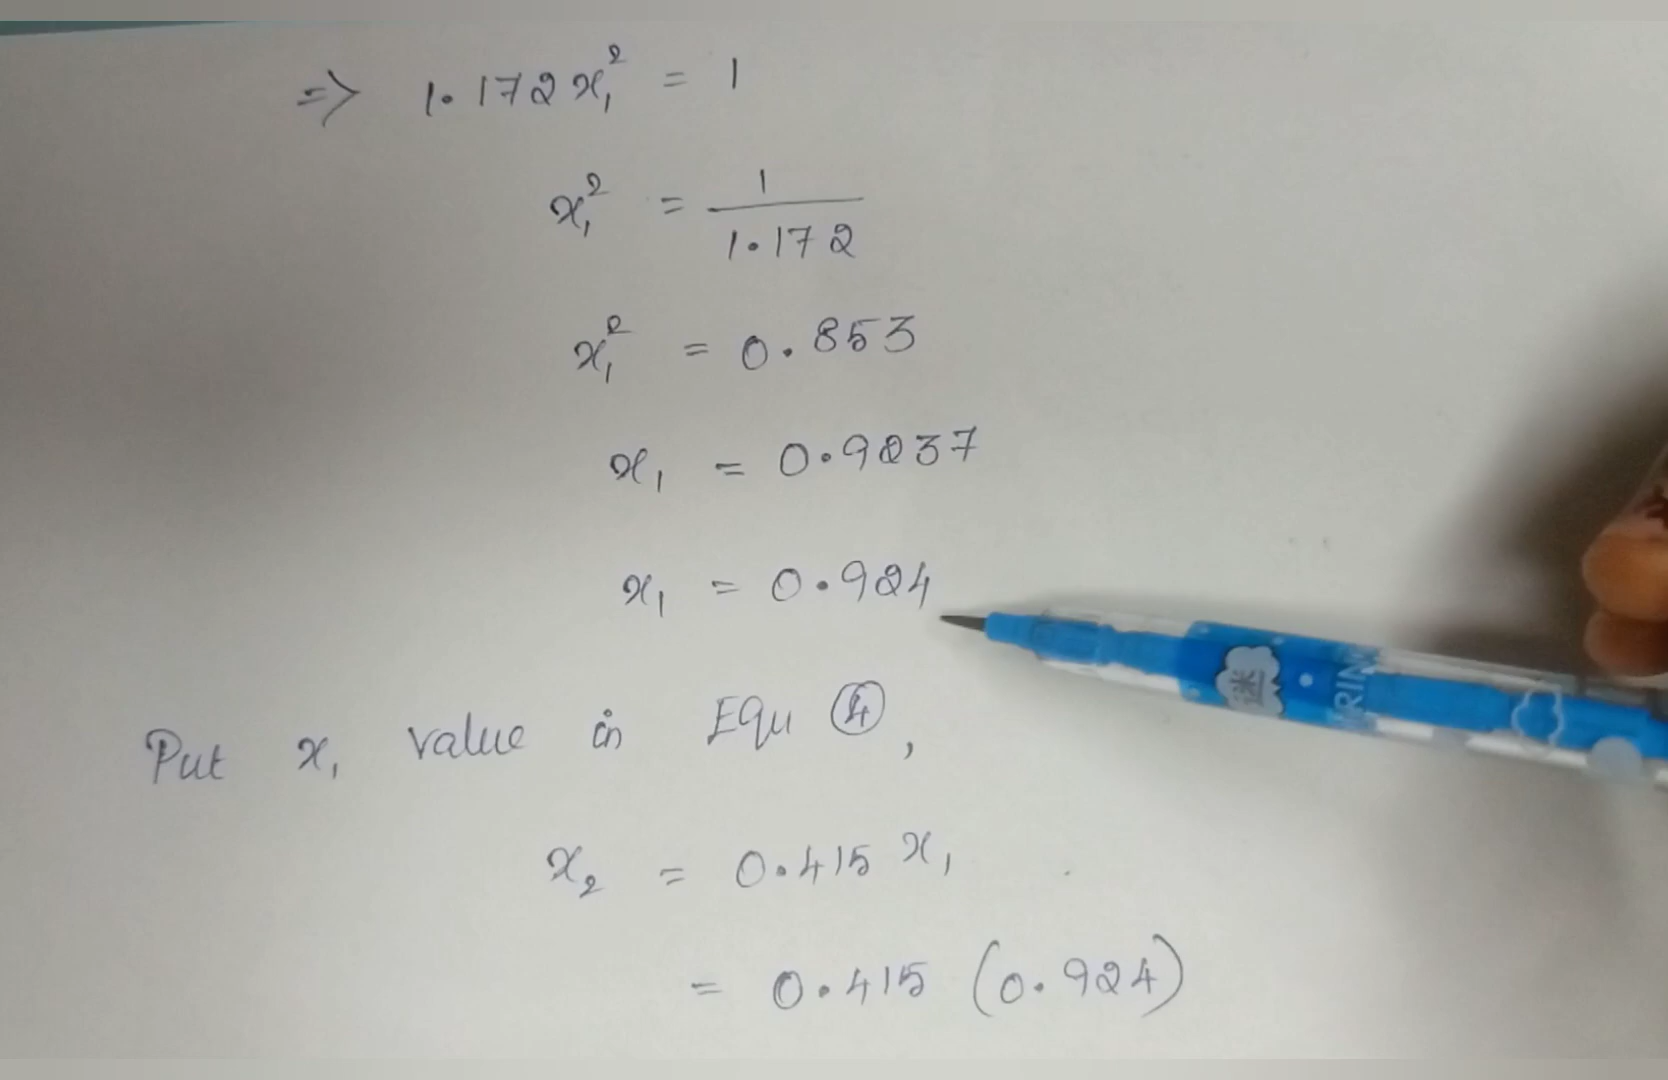 => 1.172 x₁² = 1
x₁² = 1/1.172
x₁² = 0.853
x₁ = 0.9237
x₁ = 0.924
Put x₁ value in Equ ④,
x₂ = 0.415 x₁
= 0.415 (0.924)